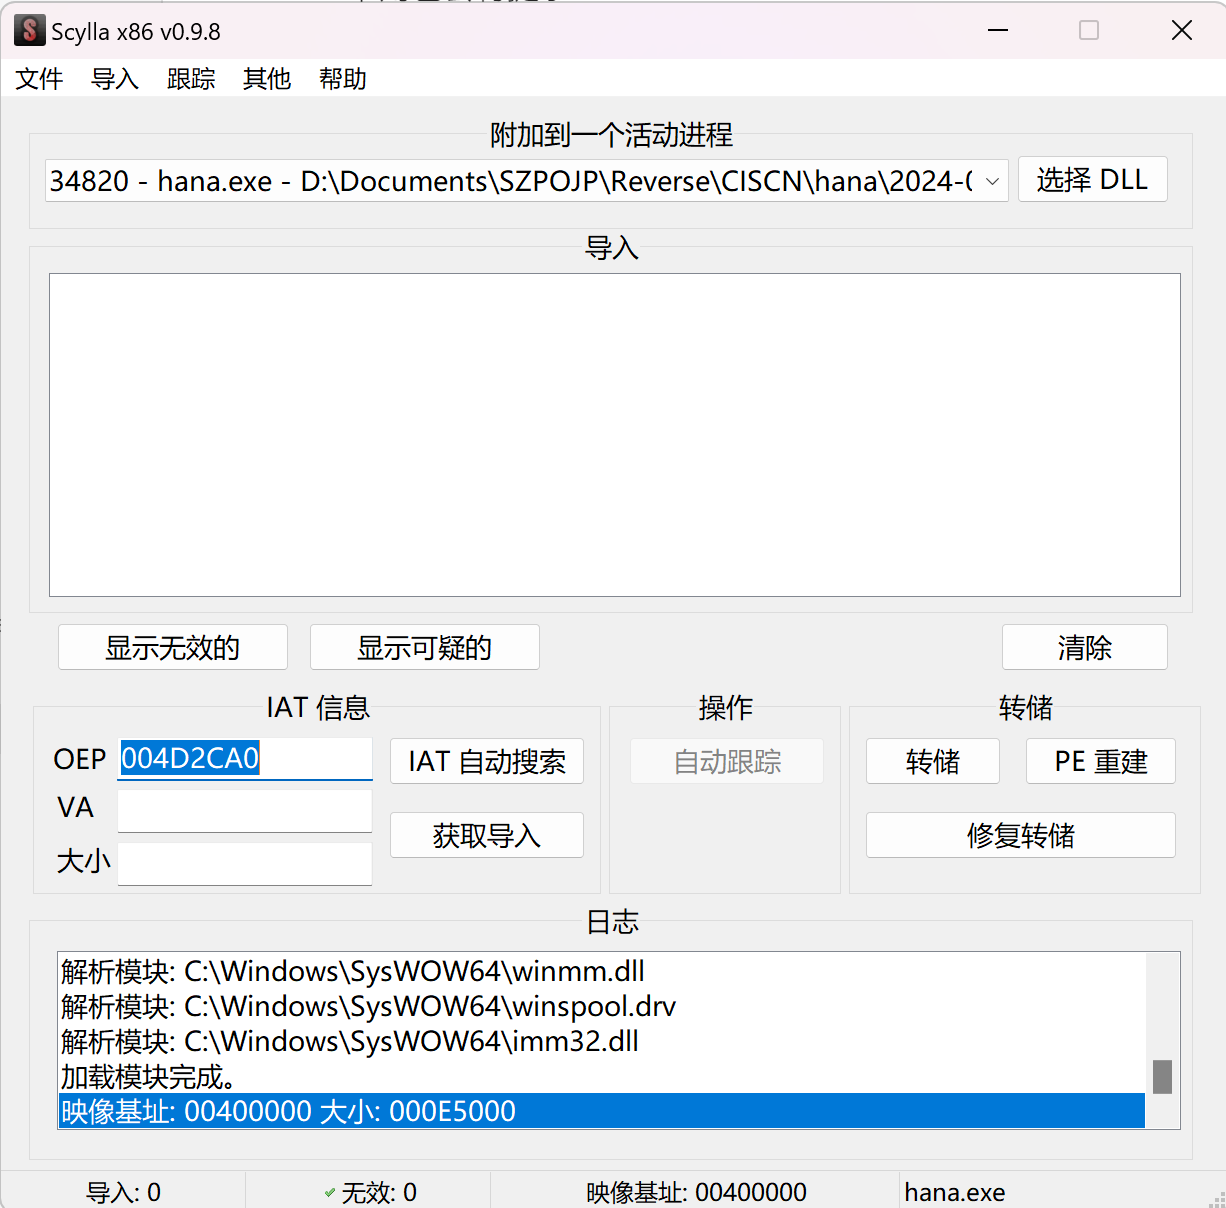 Scylla x86 v0.9.8
文件 导入 跟踪 其他 帮助
附加到一个活动进程
34820 - hana.exe - D:\Documents\SZPOJP\Reverse\CISCN\hana\2024-0
选择 DLL
导入
显示无效的 显示可疑的 清除
IAT 信息 操作 转储
OEP 004D2CA0 IAT 自动搜索 自动跟踪 转储 PE 重建
VA
获取导入 修复转储
大小
日志
解析模块: C:\Windows\SysWOW64\winmm.dll
解析模块: C:\Windows\SysWOW64\winspool.drv
解析模块: C:\Windows\SysWOW64\imm32.dll
加载模块完成。
映像基址: 00400000 大小: 000E5000
导入: 0 无效: 0 映像基址: 00400000 hana.exe